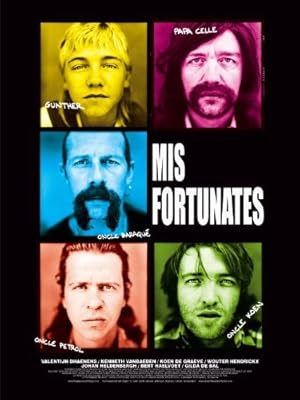 PAPA CELLE
GUNTHER
ONCLE BARAQUÉ
MIS
FORTUNATES
ONCLE PETROL
ONCLE KOEN
VALENTIJN DHAENENS / KENNETH VANBAEDEN / KOEN DE GRAEVE / WOUTER HENDRICKX
JOHAN HELDENBERGH / BERT HAELVOET / GILDA DE BAL